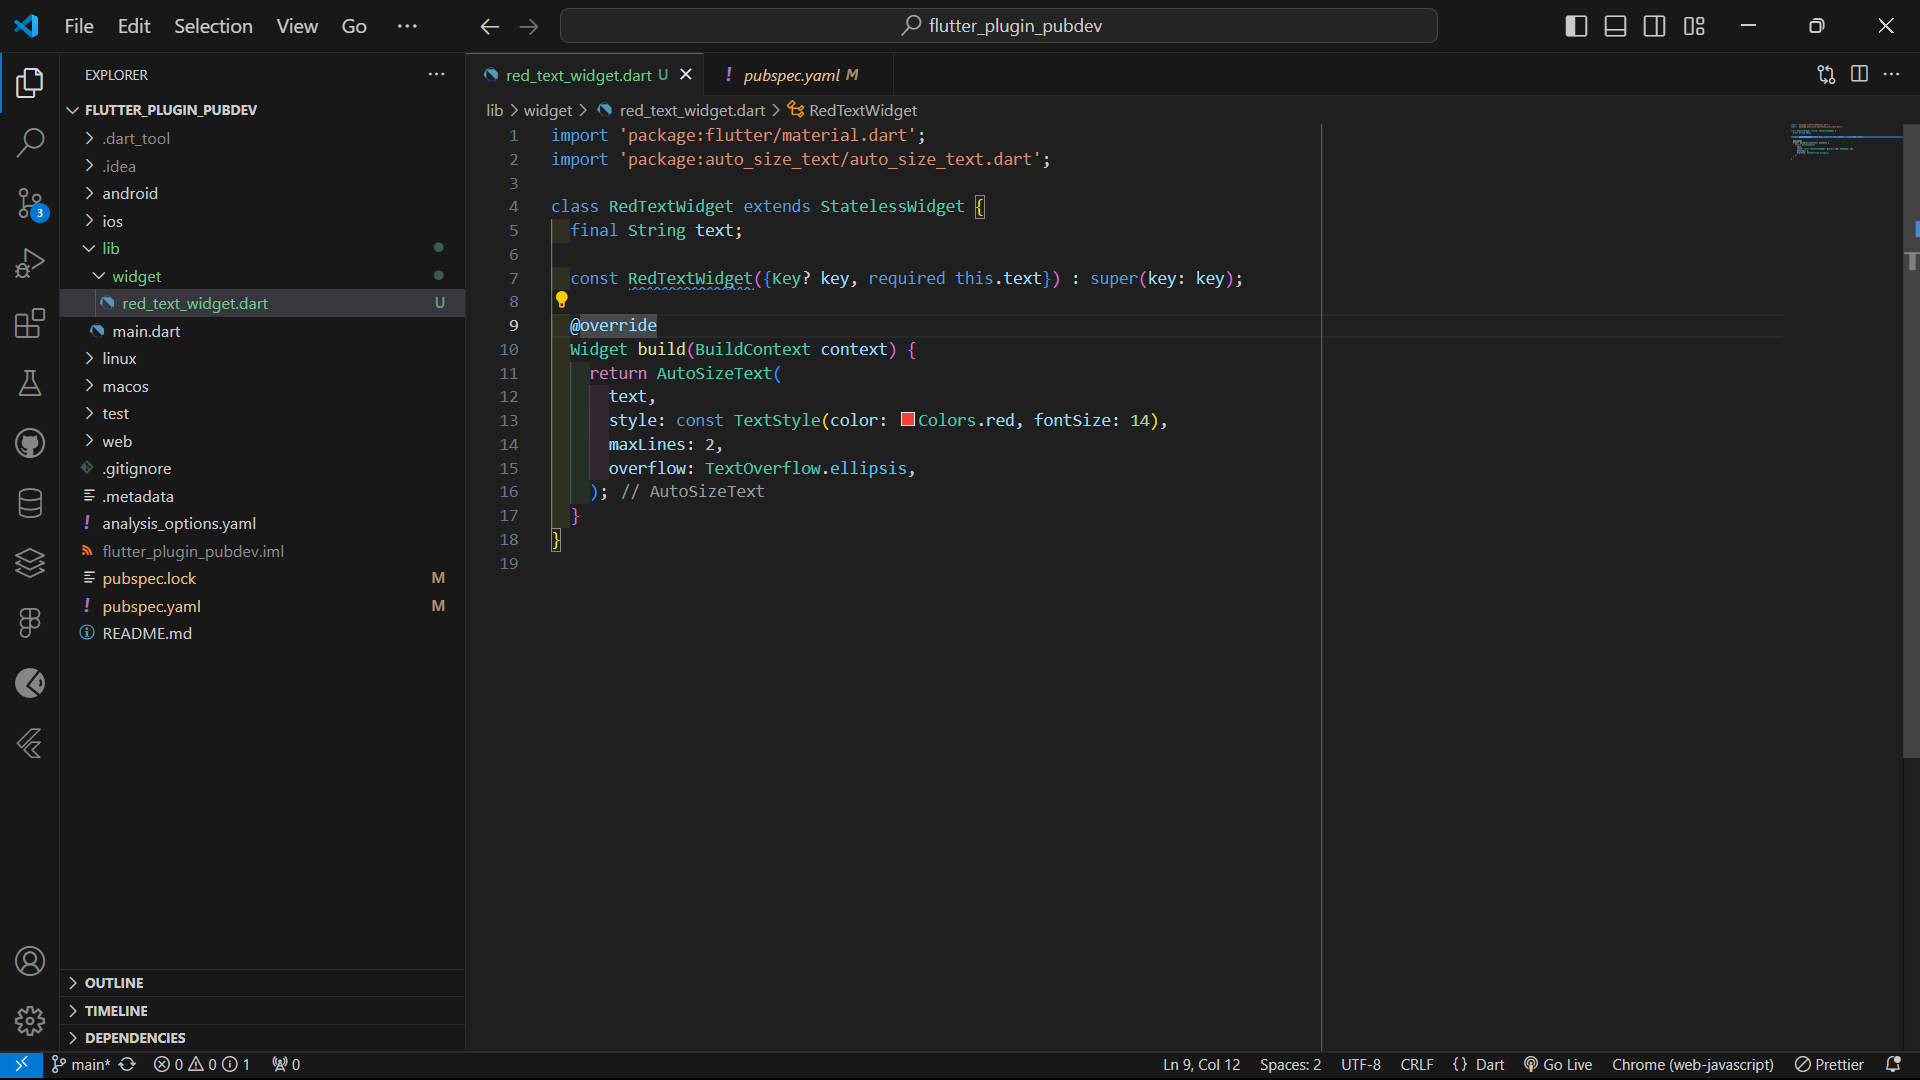 File Edit Selection View Go ···
flutter_plugin_pubdev
EXPLORER ···
FLUTTER_PLUGIN_PUBDEV
.dart_tool
.idea
android
ios
lib
widget
red_text_widget.dart U
main.dart
linux
macos
test
web
.gitignore
.metadata
! analysis_options.yaml
flutter_plugin_pubdev.iml
pubspec.lock M
! pubspec.yaml M
README.md
OUTLINE
TIMELINE
DEPENDENCIES
3
red_text_widget.dart U
! pubspec.yaml M
lib > widget > red_text_widget.dart > RedTextWidget
1 import 'package:flutter/material.dart';
2 import 'package:auto_size_text/auto_size_text.dart';
3
4 class RedTextWidget extends StatelessWidget {
5 final String text;
6
7 const RedTextWidget({Key? key, required this.text}) : super(key: key);
8
9 @override
10 Widget build(BuildContext context) {
11 return AutoSizeText(
12 text,
13 style: const TextStyle(color: Colors.red, fontSize: 14),
14 maxLines: 2,
15 overflow: TextOverflow.ellipsis,
16 ); // AutoSizeText
17 }
18 }
19
main* 0 0 1 0 Ln 9, Col 12 Spaces: 2 UTF-8 CRLF {} Dart Go Live Chrome (web-javascript) Prettier